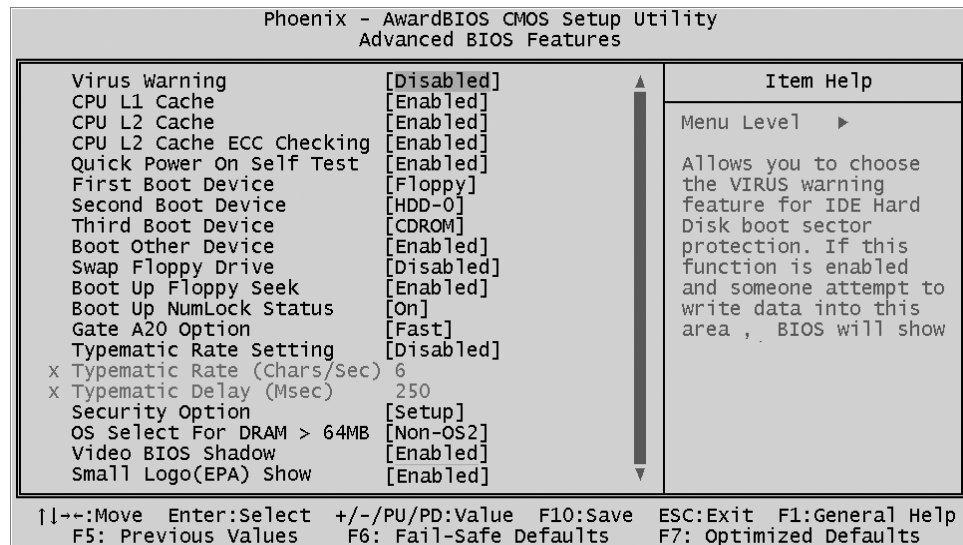 Phoenix - AwardBIOS CMOS Setup Utility
Advanced BIOS Features
Virus Warning [Disabled]
CPU L1 Cache [Enabled]
CPU L2 Cache [Enabled]
CPU L2 Cache ECC Checking [Enabled]
Quick Power On Self Test [Enabled]
First Boot Device [Floppy]
Second Boot Device [HDD-0]
Third Boot Device [CDROM]
Boot Other Device [Enabled]
Swap Floppy Drive [Disabled]
Boot Up Floppy Seek [Enabled]
Boot Up NumLock Status [On]
Gate A20 Option [Fast]
Typematic Rate Setting [Disabled]
x Typematic Rate (Chars/Sec) 6
x Typematic Delay (Msec) 250
Security Option [Setup]
OS Select For DRAM > 64MB [Non-OS2]
Video BIOS Shadow [Enabled]
Small Logo(EPA) Show [Enabled]
Item Help
Menu Level ▶
Allows you to choose
the VIRUS warning
feature for IDE Hard
Disk boot sector
protection. If this
function is enabled
and someone attempt to
write data into this
area , BIOS will show
↑↓→←:Move Enter:Select +/-/PU/PD:Value F10:Save ESC:Exit F1:General Help
F5: Previous Values F6: Fail-Safe Defaults F7: Optimized Defaults